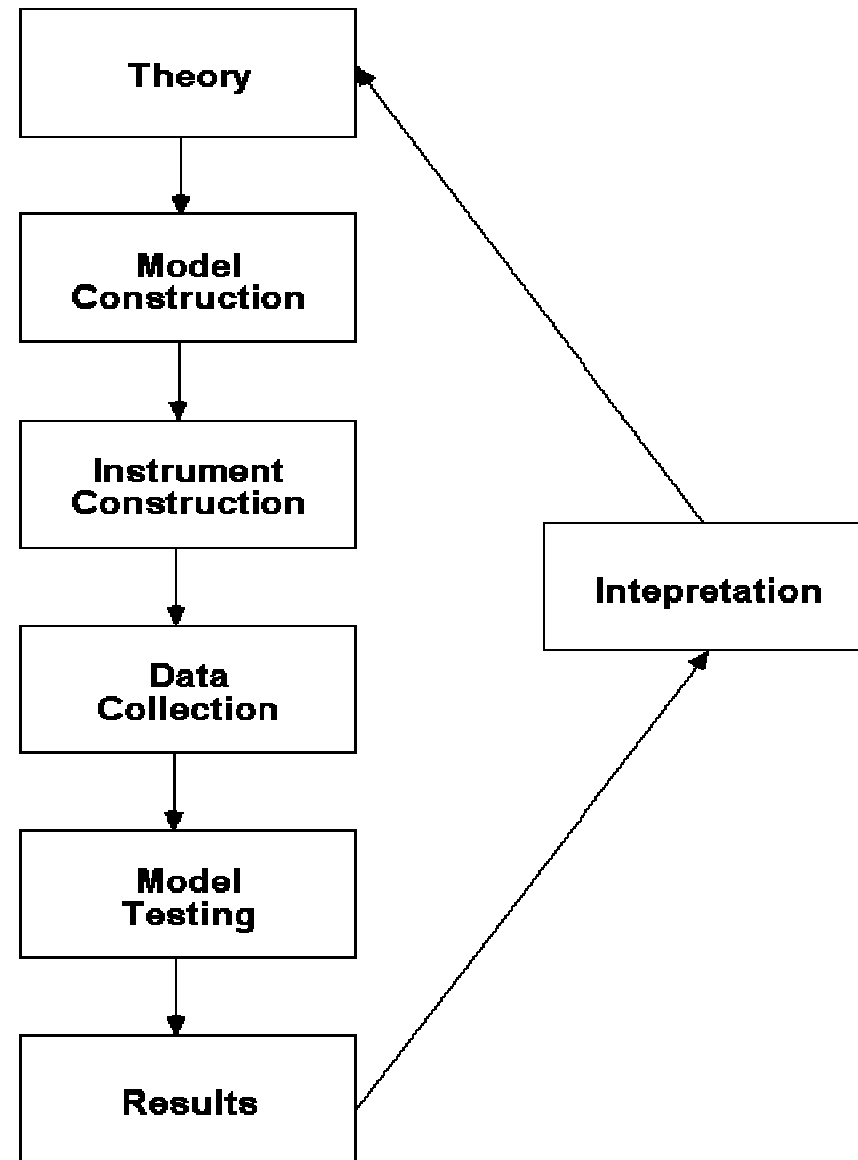 Theory
Model
Construction
Instrument
Construction
Data
Collection
Model
Testing
Results
Intepretation